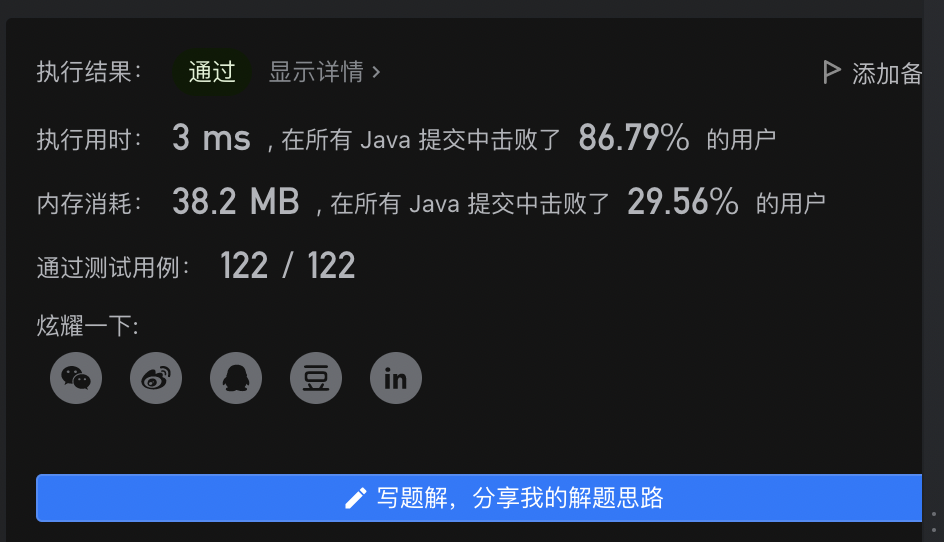 执行结果： 通过 显示详情 › 添加备
执行用时： 3 ms , 在所有 Java 提交中击败了 86.79% 的用户
内存消耗： 38.2 MB , 在所有 Java 提交中击败了 29.56% 的用户
通过测试用例： 122 / 122
炫耀一下:
豆 in
写题解，分享我的解题思路